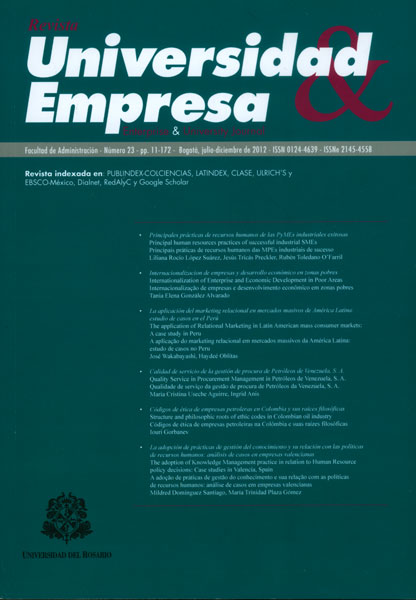 Revista
Universidad
&
Empresa
Facultad de Administración - Número 23 - pp. 11-172 - Bogotá, julio-diciembre de 2012 - ISSN 0124-4639 - ISSNe 2145-4558
Revista indexada en: PUBLINDEX-COLCIENCIAS, LATINDEX, CLASE, ULRICH'S y
EBSCO-México, Dialnet, RedAlyC y Google Scholar
• Principales prácticas de recursos humanos de las PyMEs industriales exitosas
Principal human resources practices of successful industrial SMEs
Principais práticas de recursos humanos das MPEs industriais de sucesso
Liliana Rocío López Suárez, Jesús Tricás Preckler, Rubén Toledano O'Farril
• Internacionalizacion de empresas y desarrollo económico en zonas pobres
Internationalization of Enterprise and Economic Development in Poor Areas
Internacionalização de empresas e desenvolvimento econômico em zonas pobres
Tania Elena González Alvarado
• La aplicación del marketing relacional en mercados masivos de América Latina:
estudio de casos en el Perú
The application of Relational Marketing in Latin American mass consumer markets:
A case study in Peru
A aplicação do marketing relacional em mercados massivos da América Latina:
estudo de casos no Peru
José Wakabayashi, Haydeé Oblitas
• Calidad de servicio de la gestión de procura de Petróleos de Venezuela, S. A.
Quality Service in Procurement Management in Petróleos de Venezuela, S. A.
Qualidade de serviço da gestão de procura de Petróleos da Venezuela, S. A.
María Cristina Useche Aguirre, Ingrid Anis
• Códigos de ética de empresas petroleras en Colombia y sus raíces filosóficas
Structure and philosophic roots of ethic codes in Colombian oil industry
Códigos de ética de empresas petroleiras na Colômbia e suas raízes filosóficas
Iouri Gorbanev
• La adopción de prácticas de gestión del conocimiento y su relación con las políticas
de recursos humanos: análisis de casos en empresas valencianas
The adoption of Knowledge Management practice in relation to Human Resource
policy decisions: Case studies in Valencia, Spain
A adoção de práticas de gestão do conhecimento e sua relação com as políticas
de recursos humanos: análise de casos em empresas valencianas
Mildred Domínguez Santiago, María Trinidad Plaza Gómez
UNIVERSIDAD DEL ROSARIO